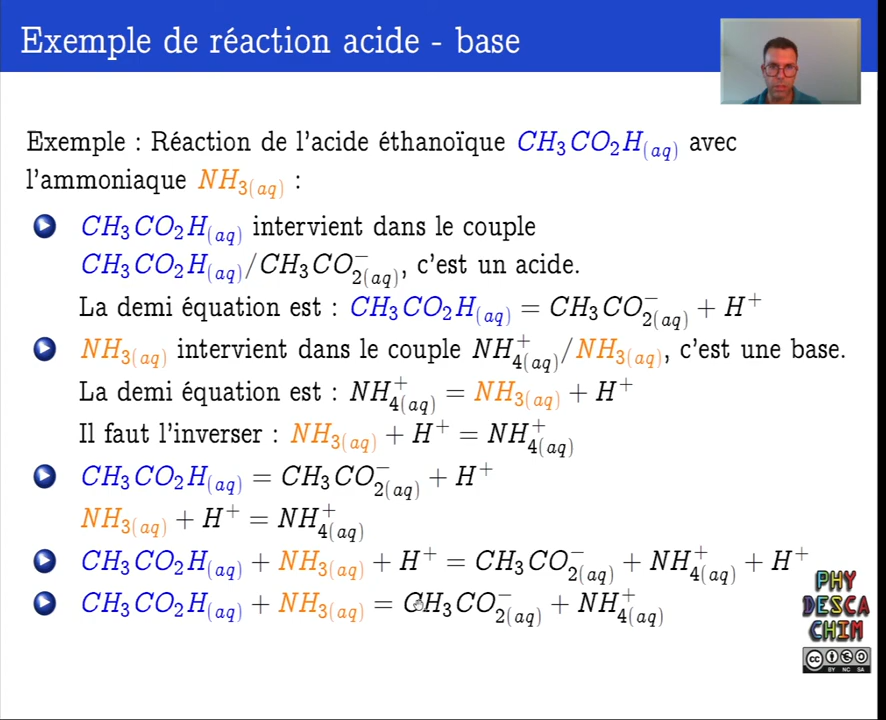 Exemple de réaction acide - base
Exemple : Réaction de l'acide éthanoïque CH₃CO₂H₍aq₎ avec
l'ammoniaque NH₃₍aq₎ :
CH₃CO₂H₍aq₎ intervient dans le couple
CH₃CO₂H₍aq₎/CH₃CO₂⁻₍aq₎, c'est un acide.
La demi équation est : CH₃CO₂H₍aq₎ = CH₃CO₂⁻₍aq₎ + H⁺
NH₃₍aq₎ intervient dans le couple NH₄⁺₍aq₎/NH₃₍aq₎, c'est une base.
La demi équation est : NH₄⁺₍aq₎ = NH₃₍aq₎ + H⁺
Il faut l'inverser : NH₃₍aq₎ + H⁺ = NH₄⁺₍aq₎
CH₃CO₂H₍aq₎ = CH₃CO₂⁻₍aq₎ + H⁺
NH₃₍aq₎ + H⁺ = NH₄⁺₍aq₎
CH₃CO₂H₍aq₎ + NH₃₍aq₎ + H⁺ = CH₃CO₂⁻₍aq₎ + NH₄⁺₍aq₎ + H⁺
CH₃CO₂H₍aq₎ + NH₃₍aq₎ = CH₃CO₂⁻₍aq₎ + NH₄⁺₍aq₎
PHY
DESCA
CHIM
cc
BY NC SA